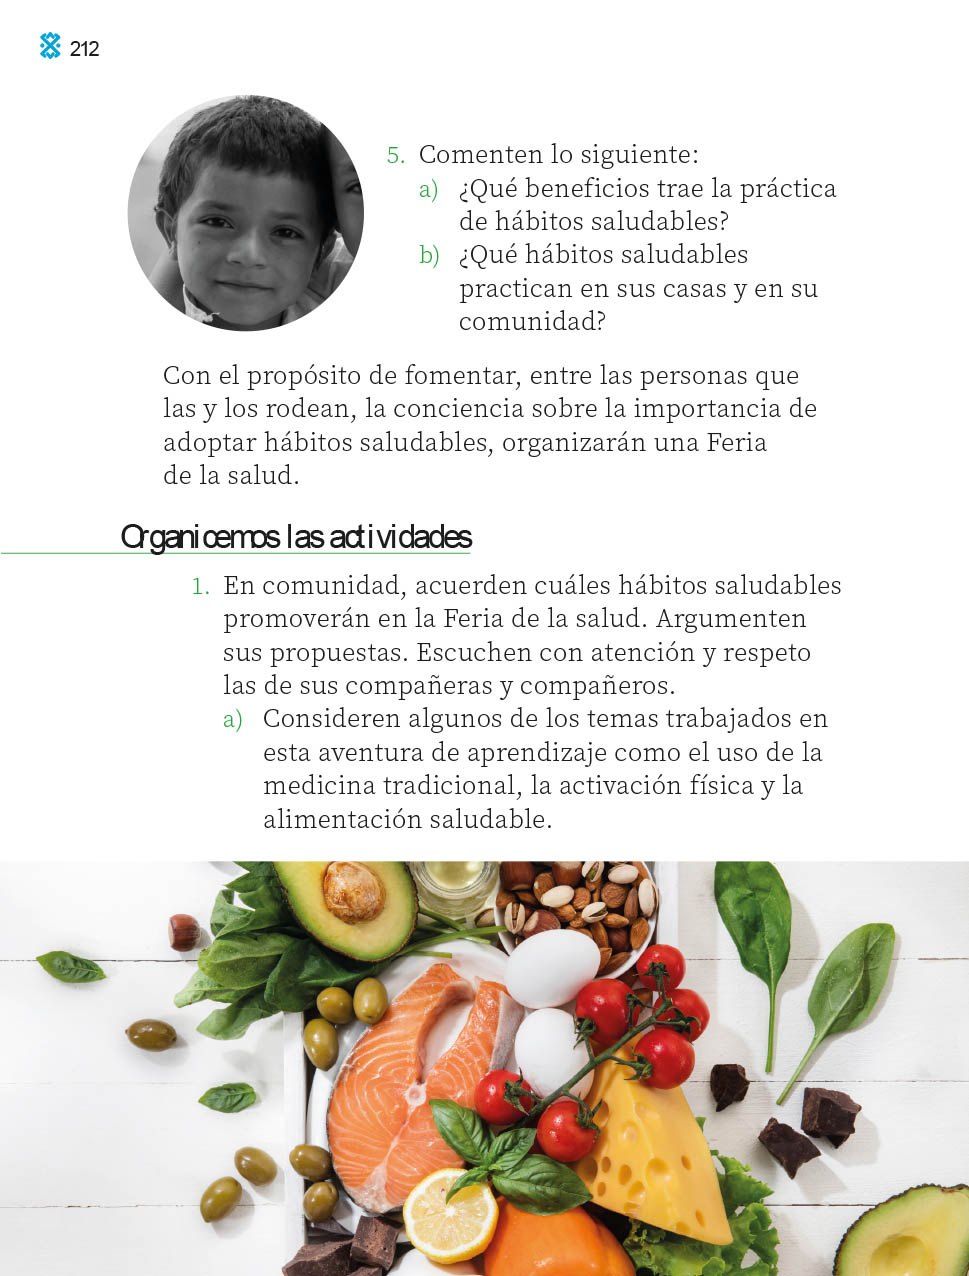 212
5. Comenten lo siguiente:
a) ¿Qué beneficios trae la práctica
de hábitos saludables?
b) ¿Qué hábitos saludables
practican en sus casas y en su
comunidad?
Con el propósito de fomentar, entre las personas que
las y los rodean, la conciencia sobre la importancia de
adoptar hábitos saludables, organizarán una Feria
de la salud.
Organicemos las actividades
1. En comunidad, acuerden cuáles hábitos saludables
promoverán en la Feria de la salud. Argumenten
sus propuestas. Escuchen con atención y respeto
las de sus compañeras y compañeros.
a) Consideren algunos de los temas trabajados en
esta aventura de aprendizaje como el uso de la
medicina tradicional, la activación física y la
alimentación saludable.